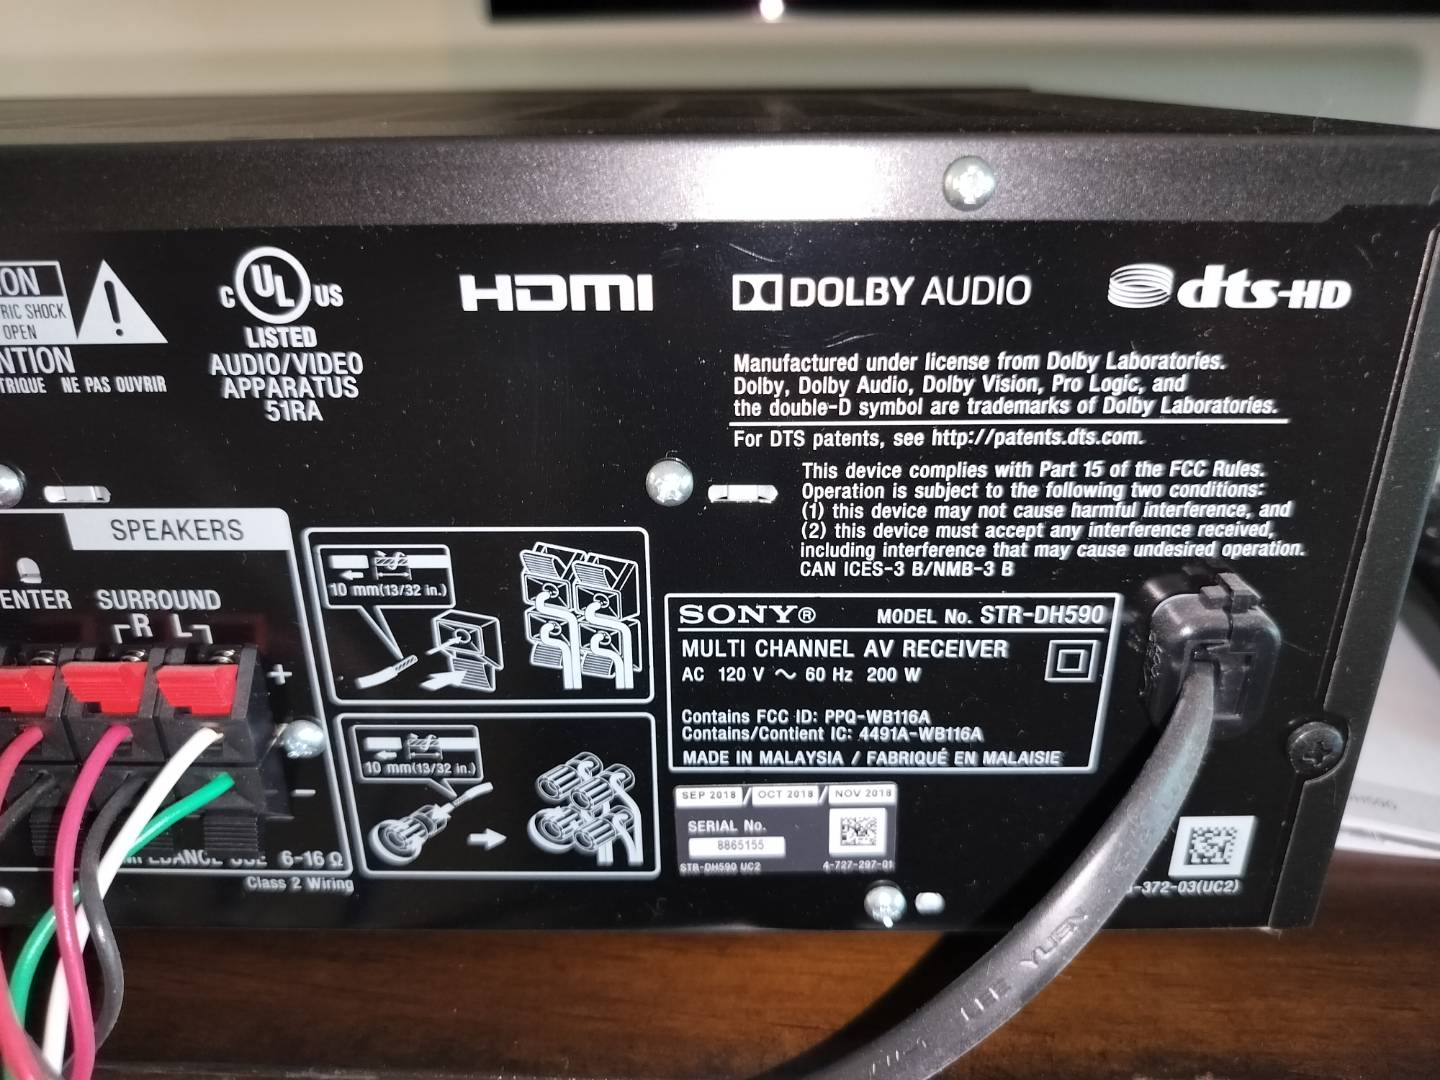 ON
RIC SHOCK
OPEN
NTION
TRIQUE NE PAS OUVRIR
C UL US
LISTED
AUDIO/VIDEO
APPARATUS
51RA
HDMI
DOLBY AUDIO
dts-HD
Manufactured under license from Dolby Laboratories.
Dolby, Dolby Audio, Dolby Vision, Pro Logic, and
the double-D symbol are trademarks of Dolby Laboratories.
For DTS patents, see http://patents.dts.com.
This device complies with Part 15 of the FCC Rules.
Operation is subject to the following two conditions:
(1) this device may not cause harmful interference, and
(2) this device must accept any interference received,
including interference that may cause undesired operation.
CAN ICES-3 B/NMB-3 B
SPEAKERS
ENTER SURROUND
R L
+
-
6-16 Ω
Class 2 Wiring
10 mm(13/32 in.)
10 mm(13/32 in.)
SONY® MODEL No. STR-DH590
MULTI CHANNEL AV RECEIVER
AC 120 V ~ 60 Hz 200 W
Contains FCC ID: PPQ-WB116A
Contains/Contient IC: 4491A-WB116A
MADE IN MALAYSIA / FABRIQUÉ EN MALAISIE
SEP 2018 / OCT 2018 / NOV 2018
SERIAL No.
8865155
STR-DH590 UC2 4-727-297-01
-372-03(UC2)
YUEN